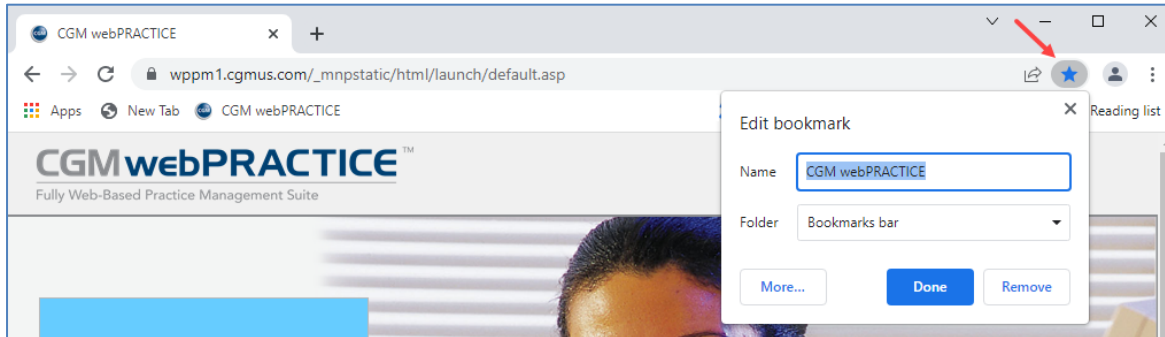 CGM webPRACTICE
wppm1.cgmus.com/_mnpstatic/html/launch/default.asp
Apps New Tab CGM webPRACTICE Reading list
Edit bookmark
CGM webPRACTICE™
Fully Web-Based Practice Management Suite
Name CGM webPRACTICE
Folder Bookmarks bar
More... Done Remove